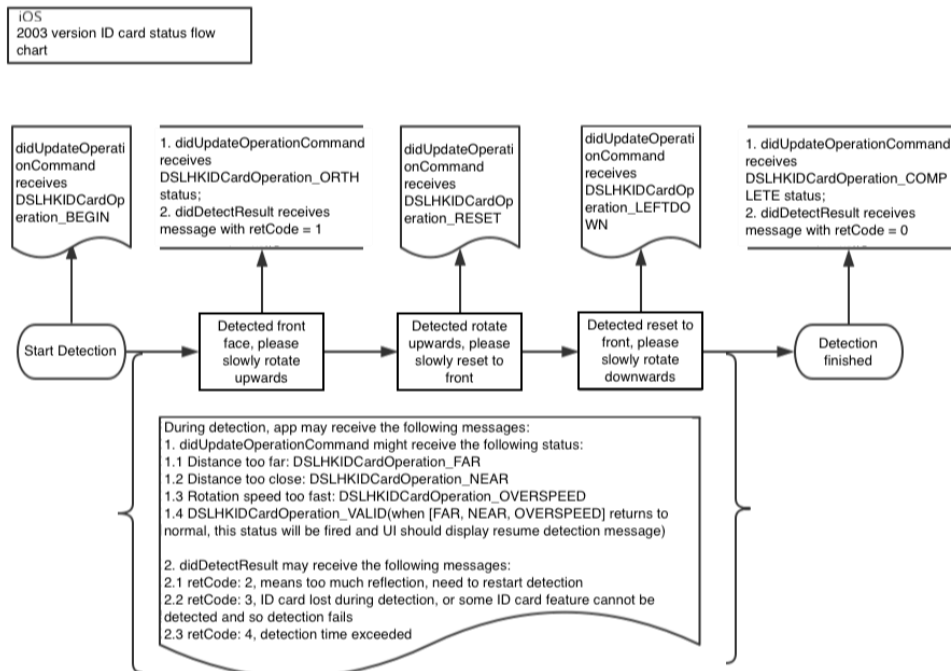 iOS
2003 version ID card status flow
chart
didUpdateOperati
onCommand
receives
DSLHKIDCardOp
eration_BEGIN
1. didUpdateOperationCommand
receives
DSLHKIDCardOperation_ORTH
status;
2. didDetectResult receives
message with retCode = 1
didUpdateOperati
onCommand
receives
DSLHKIDCardOp
eration_RESET
didUpdateOperati
onCommand
receives
DSLHKIDCardOp
eration_LEFTDO
WN
1. didUpdateOperationCommand
receives
DSLHKIDCardOperation_COMP
LETE status;
2. didDetectResult receives
message with retCode = 0
Start Detection
Detected front
face, please
slowly rotate
upwards
Detected rotate
upwards, please
slowly reset to
front
Detected reset to
front, please
slowly rotate
downwards
Detection
finished
During detection, app may receive the following messages:
1. didUpdateOperationCommand might receive the following status:
1.1 Distance too far: DSLHKIDCardOperation_FAR
1.2 Distance too close: DSLHKIDCardOperation_NEAR
1.3 Rotation speed too fast: DSLHKIDCardOperation_OVERSPEED
1.4 DSLHKIDCardOperation_VALID(when [FAR, NEAR, OVERSPEED] returns to
normal, this status will be fired and UI should display resume detection message)
2. didDetectResult may receive the following messages:
2.1 retCode: 2, means too much reflection, need to restart detection
2.2 retCode: 3, ID card lost during detection, or some ID card feature cannot be
detected and so detection fails
2.3 retCode: 4, detection time exceeded